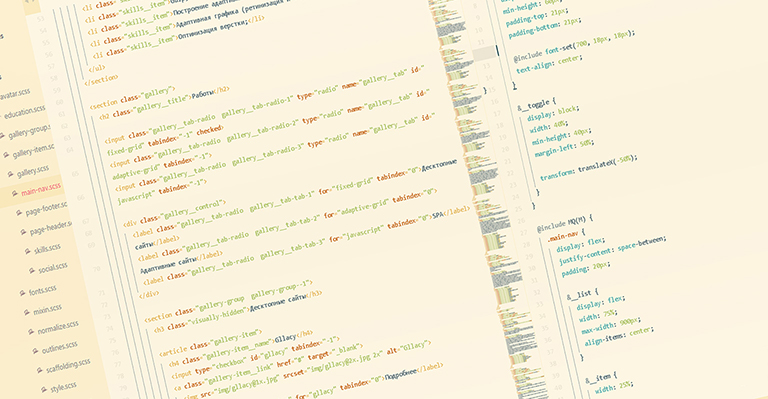 avatar.scss
education.scss
gallery-group.s
gallery-item.sc
gallery.scss
main-nav.scss
page-footer.sc
page-header.s
skills.scss
social.scss
fonts.scss
mixin.scss
normalize.scss
outlines.scss
scaffolding.scss
style.scss
<li class="skills__item">Построение адаптив
<li class="skills__item">Адаптивная графика (ретинизация
<li class="skills__item">Оптимизация верстки;</li>
</ul>
</section>
<section class="gallery">
<h2 class="gallery__title">Работы</h2>
<input class="gallery__tab-radio gallery__tab-radio-1" type="radio" name="gallery__tab" id="
fixed-grid" tabindex="-1" checked>
<input class="gallery__tab-radio gallery__tab-radio-2" type="radio" name="gallery__tab" id="
adaptive-grid" tabindex="-1">
<input class="gallery__tab-radio gallery__tab-radio-3" type="radio" name="gallery__tab" id="
javascript" tabindex="-1">
<div class="gallery__control">
<label class="gallery__tab-radio gallery__tab-tab-1" for="fixed-grid" tabindex="0">Десктопные
сайты</label>
<label class="gallery__tab-radio gallery__tab-tab-2" for="adaptive-grid" tabindex="0">
Адаптивные сайты</label>
<label class="gallery__tab-radio gallery__tab-tab-3" for="javascript" tabindex="0">SPA</label>
</div>
<section class="gallery-group gallery-group--1">
<h3 class="visually-hidden">Десктопные сайты</h3>
<article class="gallery-item">
<h4 class="gallery-item__name">Gllacy</h4>
<input type="checkbox" id="gllacy" tabindex="-1">
<a class="gallery-item__link" href="#" target="_blank">
<img src="img/gllacy@1x.jpg" srcset="img/gllacy@2x.jpg 2x" alt="Gllacy">
for="gllacy" tabindex="0">Подробнее</label>
min-height: 60px;
padding-top: 21px;
padding-bottom: 21px;
@include font-set(700, 18px, 18px);
text-align: center;
}
&__toggle {
display: block;
width: 40%;
min-height: 40px;
margin-left: 50%;
transform: translateX(-50%);
}
}
@include MQ(M) {
.main-nav {
display: flex;
justify-content: space-between;
padding: 20px;
&__list {
display: flex;
width: 75%;
max-width: 900px;
align-items: center;
}
&__item {
width: 25%;